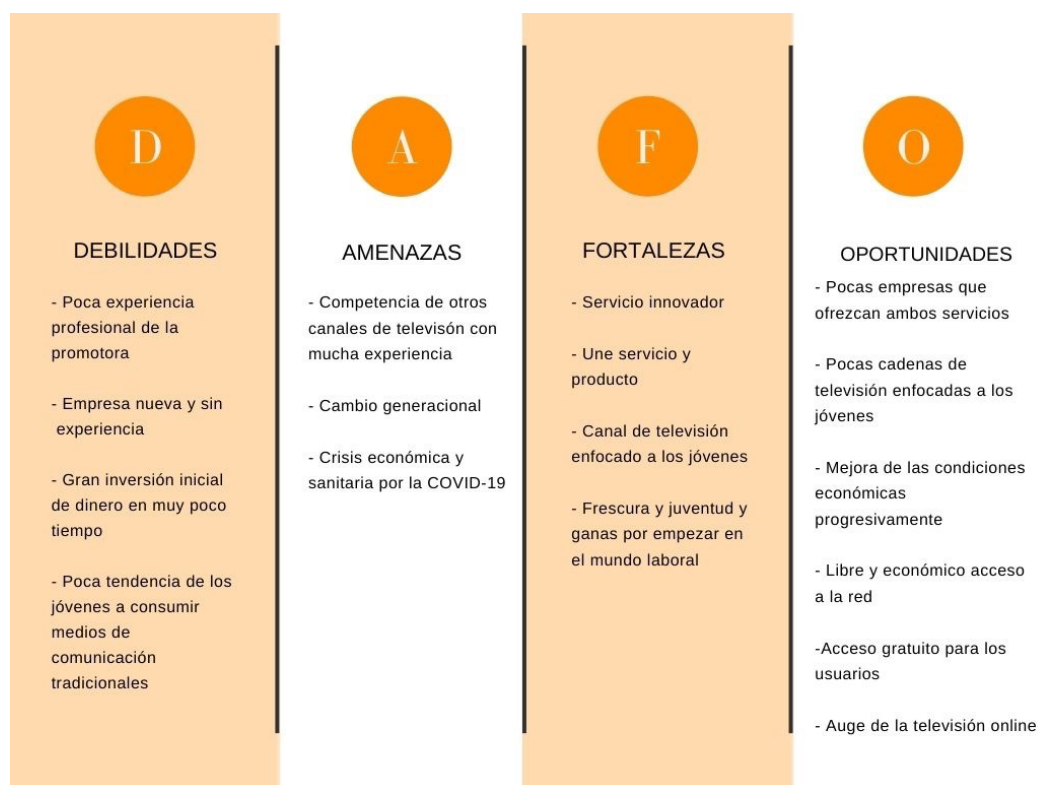 D
DEBILIDADES
- Poca experiencia
profesional de la
promotora
- Empresa nueva y sin
experiencia
- Gran inversión inicial
de dinero en muy poco
tiempo
- Poca tendencia de los
jóvenes a consumir
medios de
comunicación
tradicionales
A
AMENAZAS
- Competencia de otros
canales de televisón con
mucha experiencia
- Cambio generacional
- Crisis económica y
sanitaria por la COVID-19
F
FORTALEZAS
- Servicio innovador
- Une servicio y
producto
- Canal de televisión
enfocado a los jóvenes
- Frescura y juventud y
ganas por empezar en
el mundo laboral
O
OPORTUNIDADES
- Pocas empresas que
ofrezcan ambos servicios
- Pocas cadenas de
televisión enfocadas a los
jóvenes
- Mejora de las condiciones
económicas
progresivamente
- Libre y económico acceso
a la red
-Acceso gratuito para los
usuarios
- Auge de la televisión online